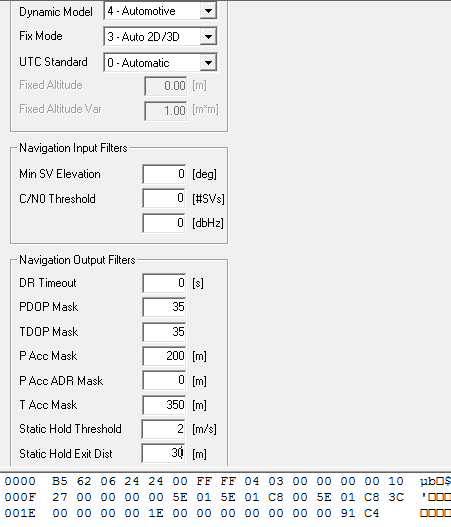 Dynamic Model 4 - Automotive
Fix Mode 3 - Auto 2D/3D
UTC Standard 0 - Automatic
Fixed Altitude 0.00 [m]
Fixed Altitude Var 1.00 [m*m]
Navigation Input Filters
Min SV Elevation 0 [deg]
C/N0 Threshold 0 [#SVs]
0 [dbHz]
Navigation Output Filters
DR Timeout 0 [s]
PDOP Mask 35
TDOP Mask 35
P Acc Mask 200 [m]
P Acc ADR Mask 0 [m]
T Acc Mask 350 [m]
Static Hold Threshold 2 [m/s]
Static Hold Exit Dist 30 [m]
0000 B5 62 06 24 24 00 FF FF 04 03 00 00 00 00 10 µb□$
000F 27 00 00 00 00 5E 01 5E 01 C8 00 5E 01 C8 3C '□□□□
001E 00 00 00 00 1E 00 00 00 00 00 00 00 91 C4 □□□□